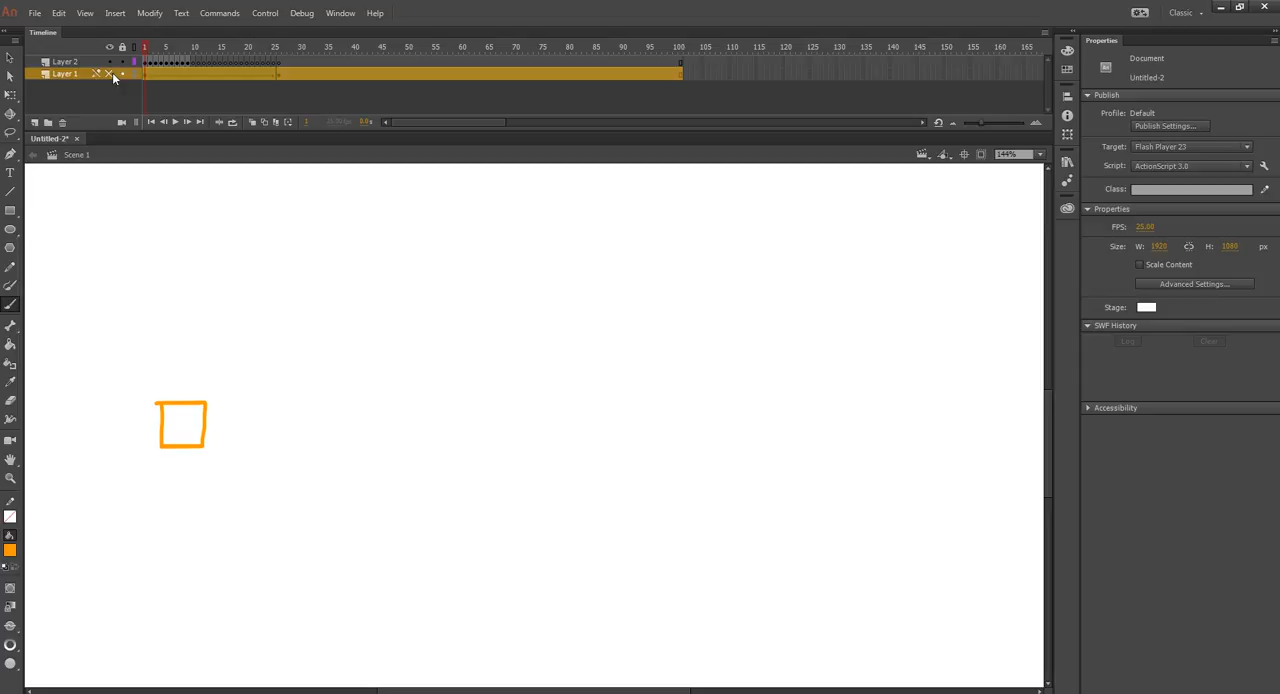 An File Edit View Insert Modify Text Commands Control Debug Window Help Classic
Timeline
1 5 10 15 20 25 30 35 40 45 50 55 60 65 70 75 80 85 90 95 100 105 110 115 120 125 130 135 140 145 150 155 160 165
Layer 2
Layer 1
1 0.0s
Untitled-2* ×
Scene 1 144%
Properties
Document
Untitled-2
Publish
Profile: Default
Publish Settings...
Target: Flash Player 23
Script: ActionScript 3.0
Class:
Properties
FPS: 25.00
Size: W: 1920 H: 1080 px
Scale Content
Advanced Settings...
Stage:
SWF History
Log Clear
Accessibility